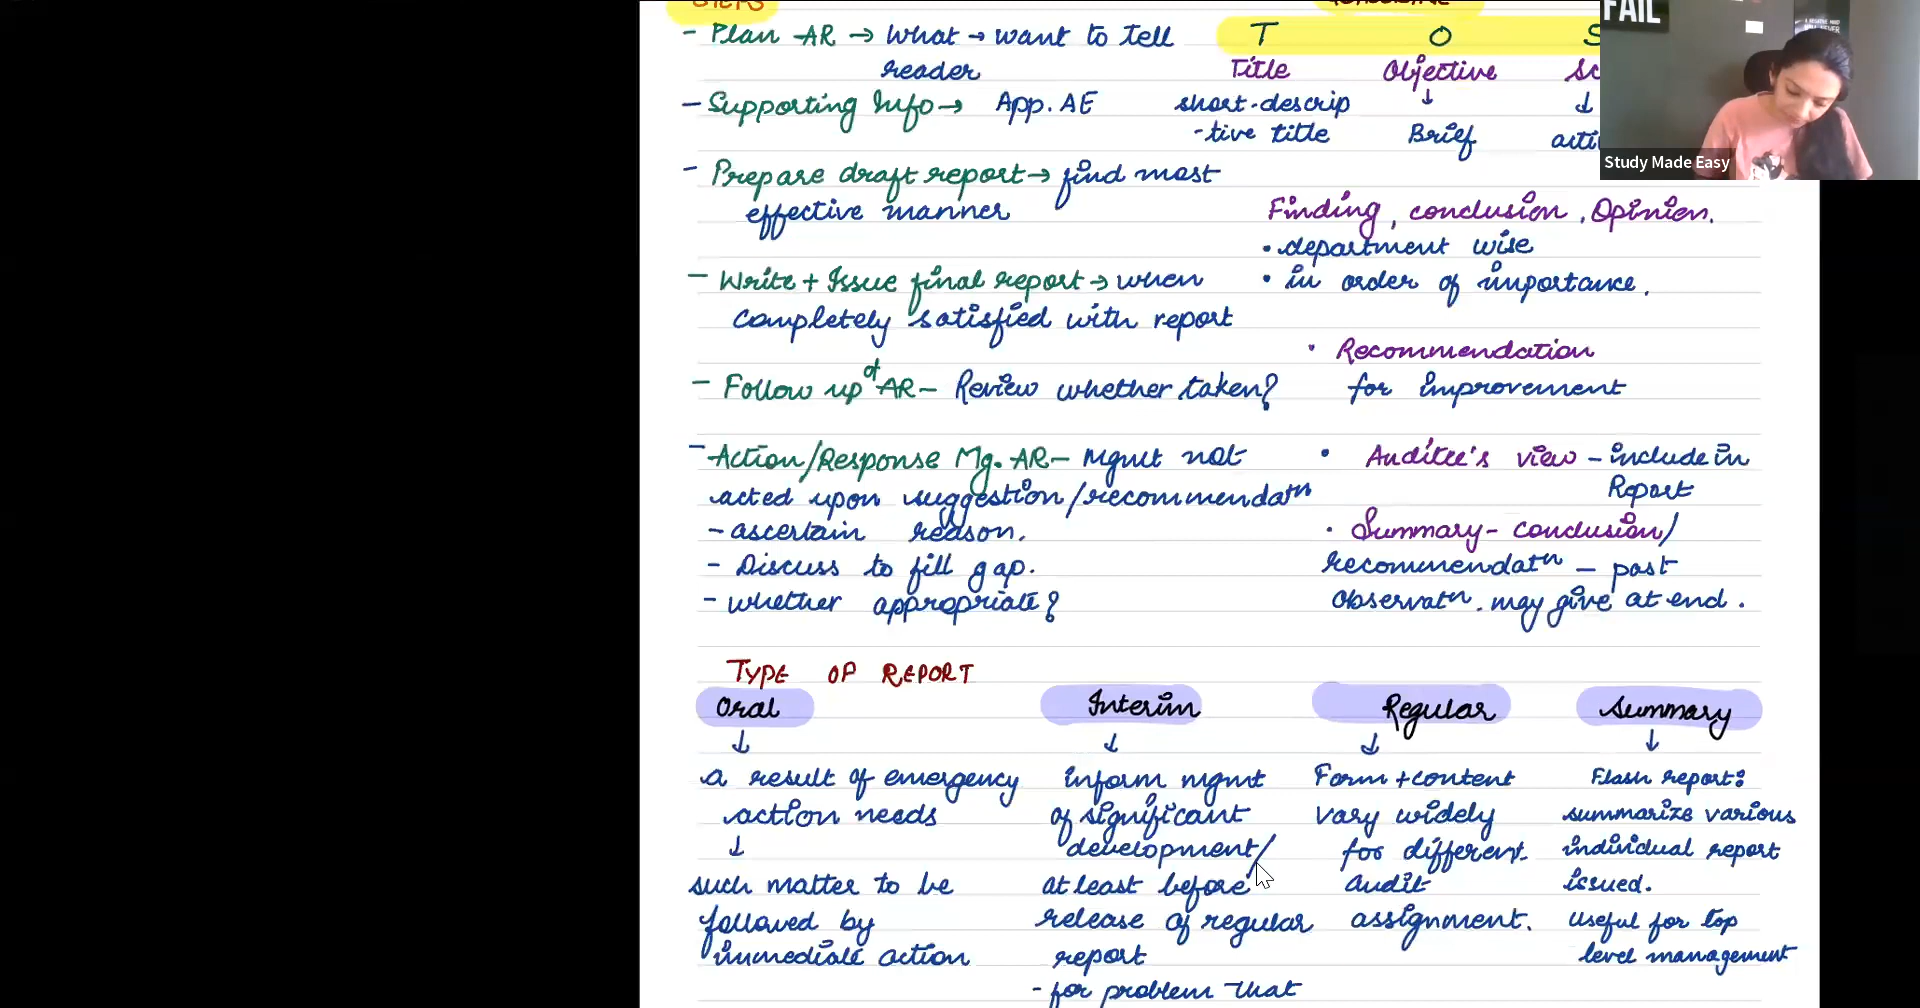 STEPS
- Plan AR → What → want to tell
reader
- Supporting Info → App. AE
- Prepare draft report → find most
effective manner
- Write + Issue final report → when
completely satisfied with report
- Follow up of AR - Review whether taken?
- Action/Response Mg. AR - Mgmt not
acted upon suggestion/recommendatn
- ascertain reason.
- Discuss to fill gap.
- whether appropriate?
T O S
Title Objective Sc
short-descrip ↓ ↓
-tive title Brief acti
Finding, conclusion, Opinion.
• department wise
• in order of importance.
• Recommendation
for improvement
• Auditee's view - include in
Report
• Summary - conclusion/
recommendatn - past
observatn. may give at end.
FAIL
Study Made Easy
TYPE OF REPORT
Oral Interim Regular Summary
↓ ↓ ↓ ↓
a result of emergency
action needs
↓
such matter to be
followed by
immediate action
inform mgmt
of significant
development/
at least before
release of regular
report
- for problem that
Form + content
vary widely
for different
audit
assignment.
Flash report:
summarize various
individual report
issued.
useful for top
level management